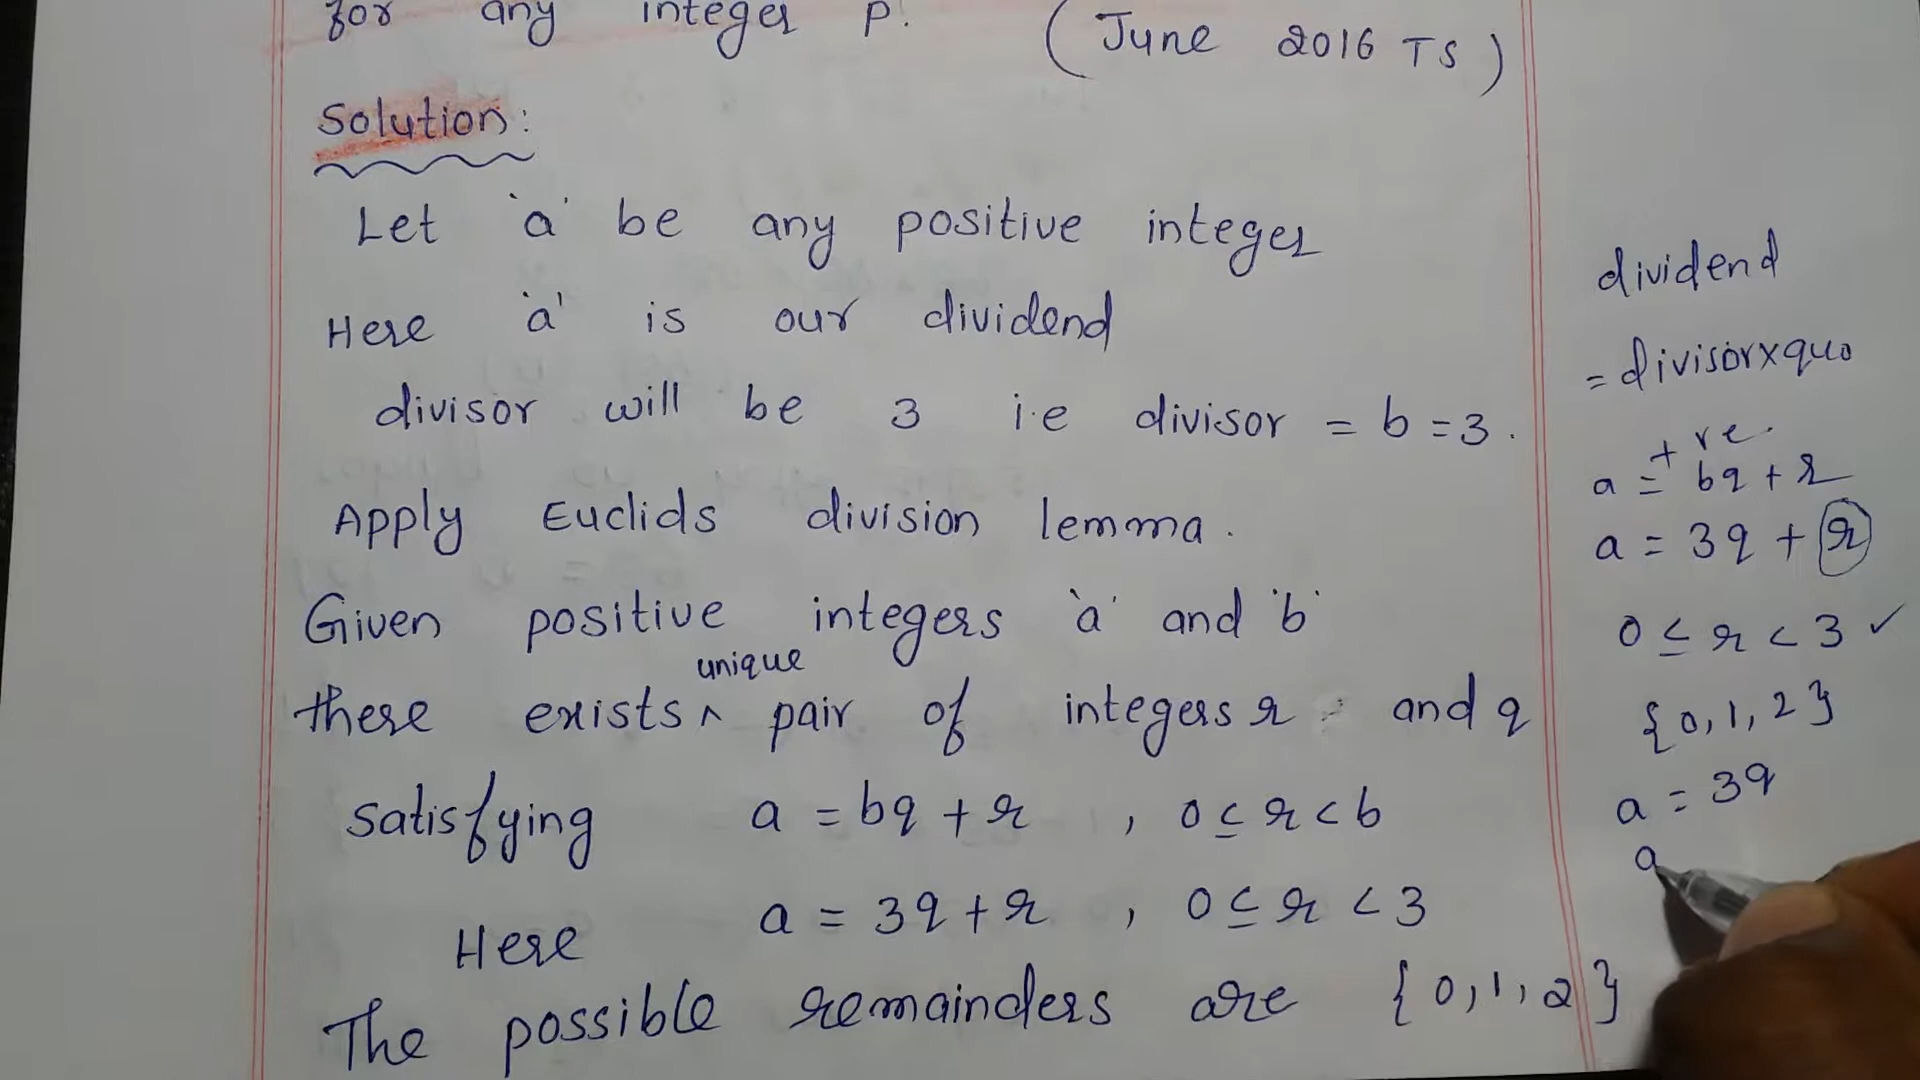 for any integer p.
(June 2016 TS)
Solution:
Let 'a' be any positive integer
Here 'a' is our dividend
divisor will be 3 i.e divisor = b = 3.
Apply Euclids division lemma.
Given positive integers 'a' and 'b'
unique
there exists ^ pair of integers r and q
satisfying a = bq + r , 0 ≤ r < b
Here a = 3q + r , 0 ≤ r < 3
The possible remainders are {0, 1, 2}
dividend
= divisor x quo
+ re.
a = bq + r
a = 3q + r
0 ≤ r < 3 ✓
{0, 1, 2}
a = 3q
a